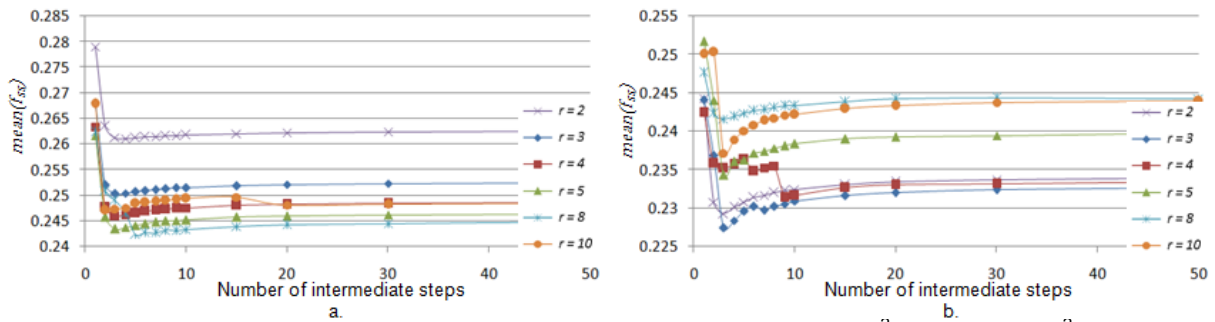 0.285
0.28
0.275
0.27
0.265
0.26
0.255
0.25
0.245
0.24
mean(f_ss)
0 10 20 30 40 50
Number of intermediate steps
a.
r = 2
r = 3
r = 4
r = 5
r = 8
r = 10
0.255
0.25
0.245
0.24
0.235
0.23
0.225
mean(f_ss)
0 10 20 30 40 50
Number of intermediate steps
b.
r = 2
r = 3
r = 4
r = 5
r = 8
r = 10